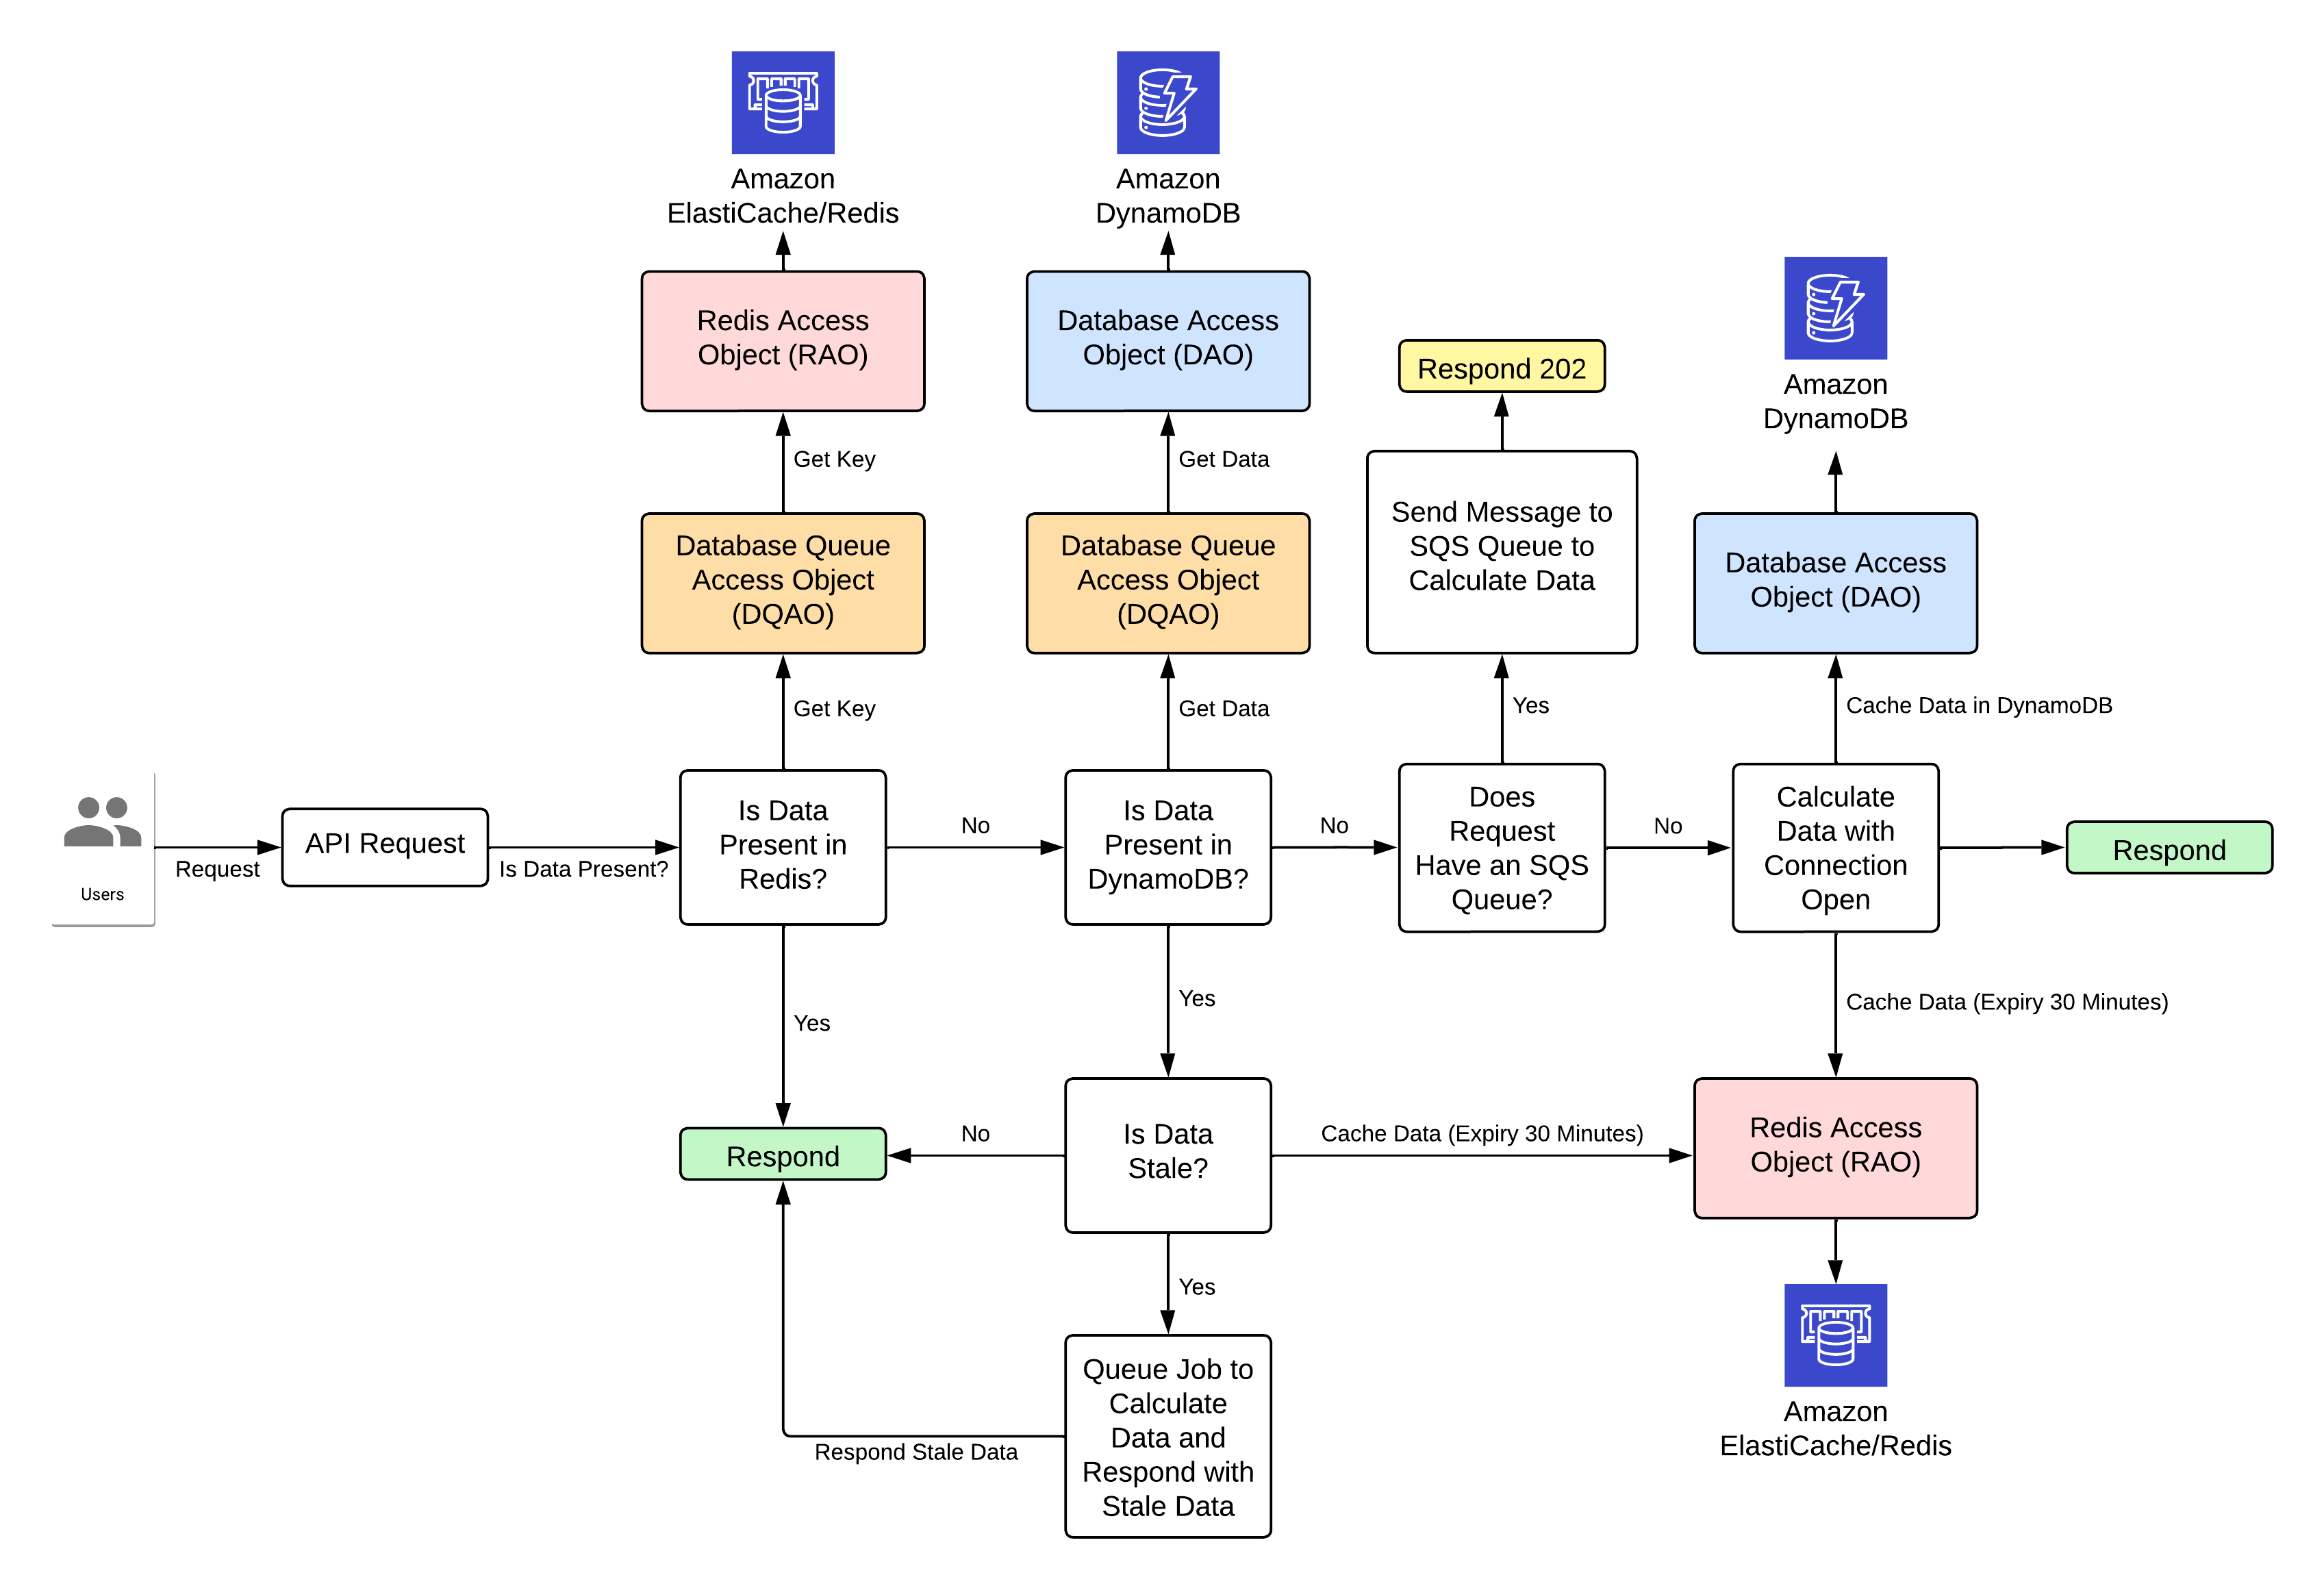 Amazon
ElastiCache/Redis
Amazon
DynamoDB
Redis Access
Object (RAO)
Database Access
Object (DAO)
Respond 202
Amazon
DynamoDB
Get Key
Get Data
Database Queue
Access Object
(DQAO)
Database Queue
Access Object
(DQAO)
Send Message to
SQS Queue to
Calculate Data
Database Access
Object (DAO)
Get Key
Get Data
Yes
Cache Data in DynamoDB
Users
Request
API Request
Is Data Present?
Is Data
Present in
Redis?
No
Is Data
Present in
DynamoDB?
No
Does
Request
Have an SQS
Queue?
No
Calculate
Data with
Connection
Open
Respond
Yes
Yes
Cache Data (Expiry 30 Minutes)
Respond
No
Is Data
Stale?
Cache Data (Expiry 30 Minutes)
Redis Access
Object (RAO)
Yes
Queue Job to
Calculate
Data and
Respond with
Stale Data
Respond Stale Data
Amazon
ElastiCache/Redis